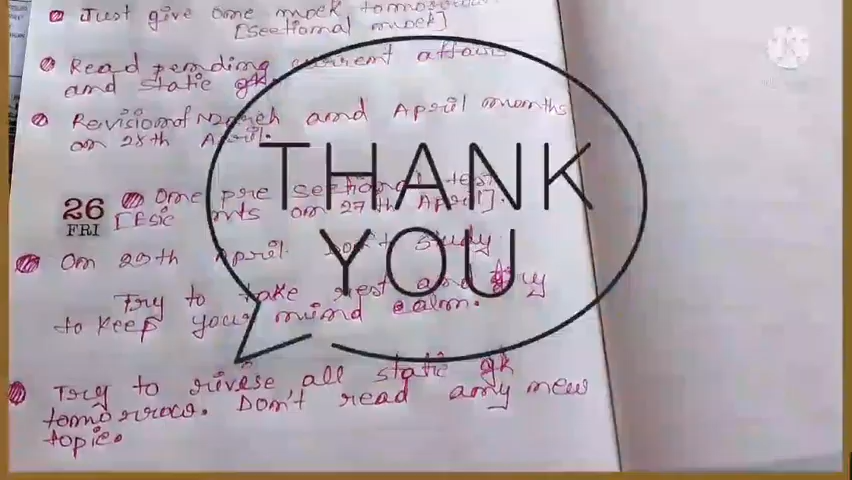 Just give one mock tomorrow
[Sectional mock]
Read pending current affairs
and static gk.
Revision of March and April months
on 28th April.
26
FRI
One pre sectional test
[Esic on 27th April].
On 29th April Don't study
Try to take rest and try
to keep your mind calm.
Try to rivise all static gk
tomorrow. Don't read any new
topic.
THANK
YOU
K